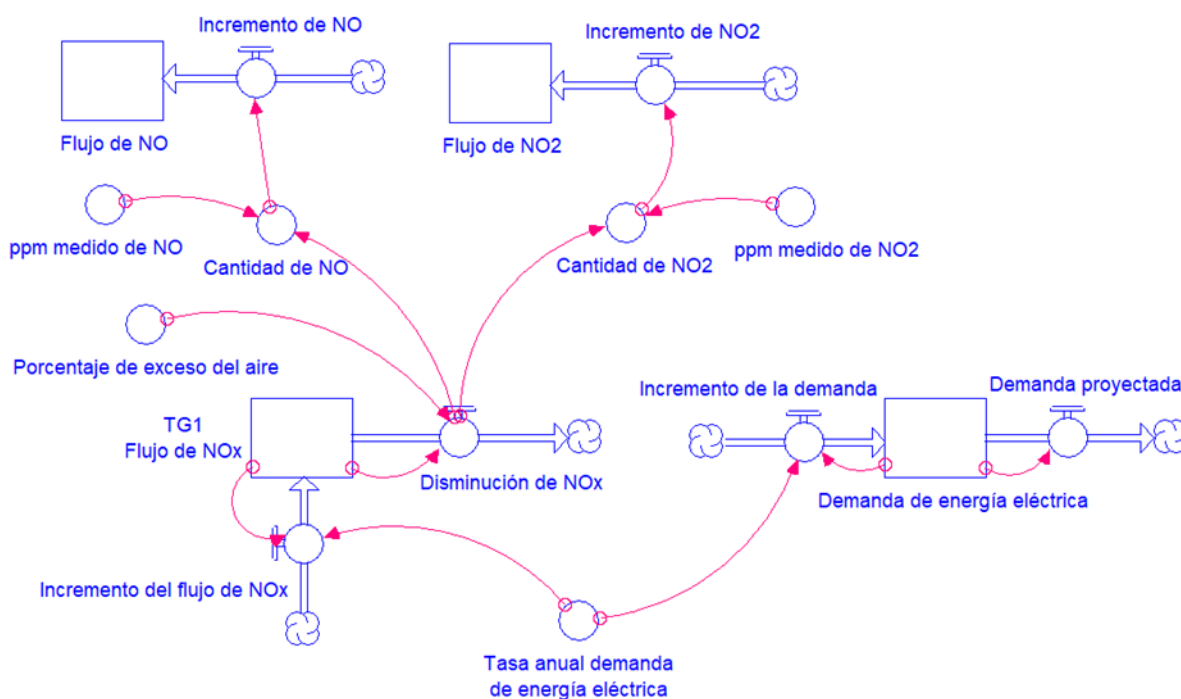 Incremento de NO
Incremento de NO2
Flujo de NO
Flujo de NO2
ppm medido de NO
Cantidad de NO
Cantidad de NO2
ppm medido de NO2
Porcentaje de exceso del aire
Incremento de la demanda
Demanda proyectada
TG1
Flujo de NOx
Disminución de NOx
Demanda de energía eléctrica
Incremento del flujo de NOx
Tasa anual demanda
de energía eléctrica